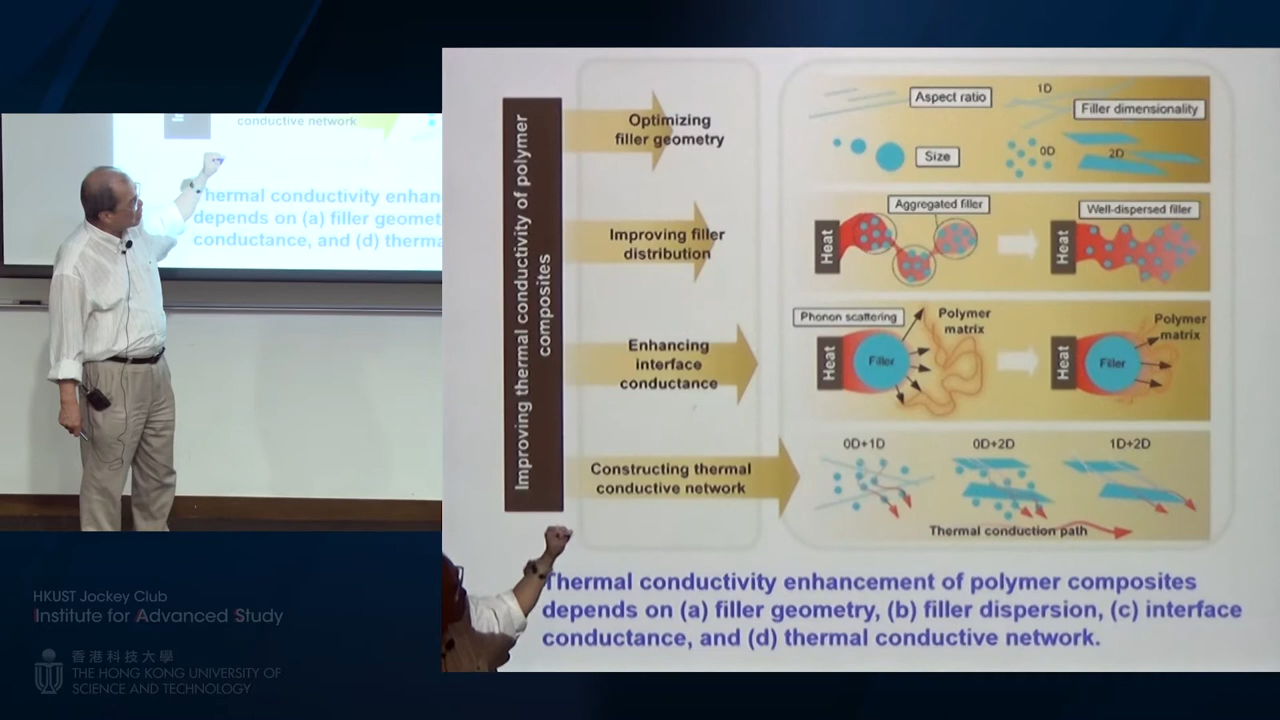 conductive network
Thermal conductivity enhan
depends on (a) filler geomet
conductance, and (d) therma
HKUST Jockey Club
Institute for Advanced Study
香港科技大學
THE HONG KONG UNIVERSITY OF
SCIENCE AND TECHNOLOGY
Improving thermal conductivity of polymer
composites
Optimizing
filler geometry
Aspect ratio
1D
Filler dimensionality
Size
0D
2D
Improving filler
distribution
Heat
Aggregated filler
Heat
Well-dispersed filler
Enhancing
interface
conductance
Phonon scattering
Heat
Filler
Polymer
matrix
Heat
Filler
Polymer
matrix
Constructing thermal
conductive network
0D+1D
0D+2D
1D+2D
Thermal conduction path
Thermal conductivity enhancement of polymer composites
depends on (a) filler geometry, (b) filler dispersion, (c) interface
conductance, and (d) thermal conductive network.